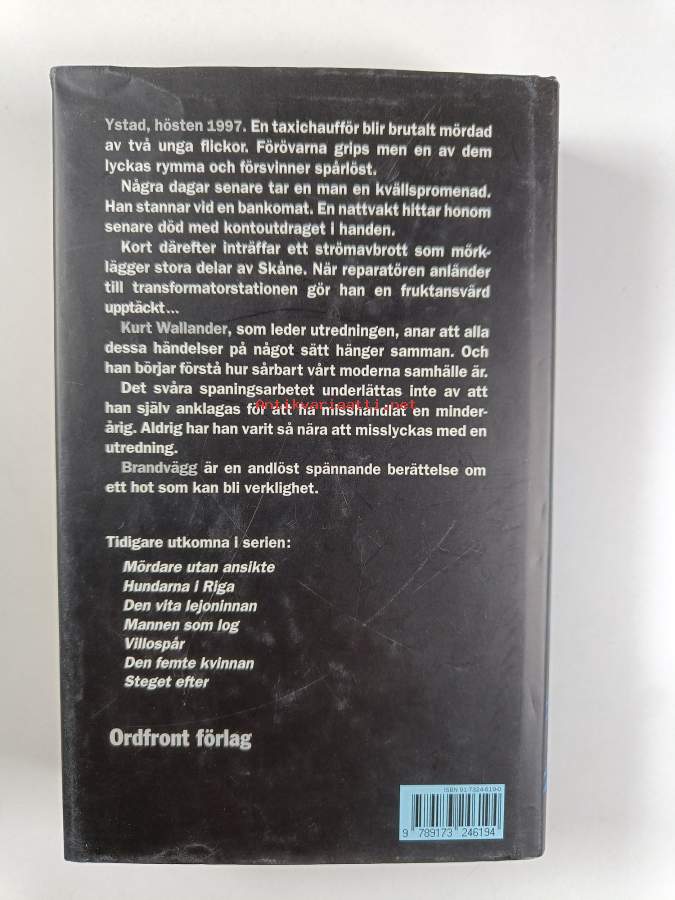 Ystad, hösten 1997. En taxichaufför blir brutalt mördad
av två unga flickor. Förövarna grips men en av dem
lyckas rymma och försvinner spårlöst.
Några dagar senare tar en man en kvällspromenad.
Han stannar vid en bankomat. En nattvakt hittar honom
senare död med kontoutdraget i handen.
Kort därefter inträffar ett strömavbrott som mörk-
lägger stora delar av Skåne. När reparatören anländer
till transformatorstationen gör han en fruktansvärd
upptäckt...
Kurt Wallander, som leder utredningen, anar att alla
dessa händelser på något sätt hänger samman. Och
han börjar förstå hur sårbart vårt moderna samhälle är.
Det svåra spaningsarbetet underlättas inte av att
han själv anklagas för att ha misshandlat en minder-
årig. Aldrig har han varit så nära att misslyckas med en
utredning.
Brandvägg är en andlöst spännande berättelse om
ett hot som kan bli verklighet.
Antikvariaatti.net
Tidigare utkomna i serien:
Mördare utan ansikte
Hundarna i Riga
Den vita lejoninnan
Mannen som log
Villospår
Den femte kvinnan
Steget efter
Ordfront förlag
ISBN 91 7324-619-0
9 789173 246194